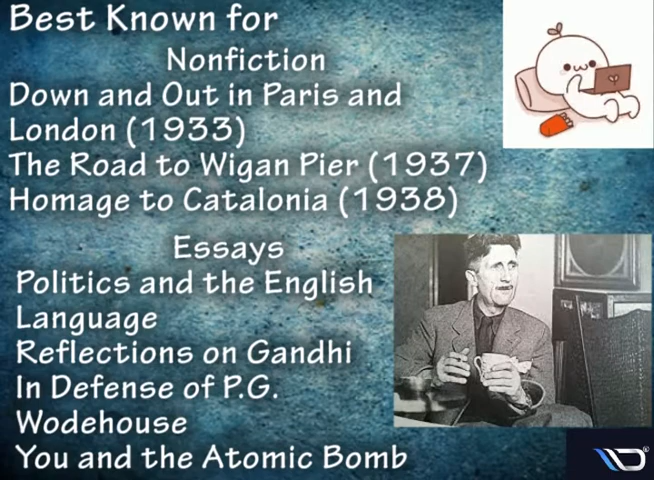 Best Known for
Nonfiction
Down and Out in Paris and
London (1933)
The Road to Wigan Pier (1937)
Homage to Catalonia (1938)
Essays
Politics and the English
Language
Reflections on Gandhi
In Defense of P.G.
Wodehouse
You and the Atomic Bomb